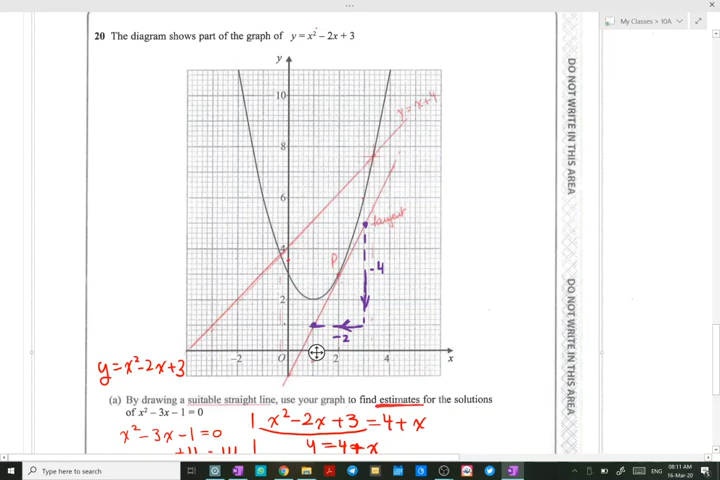 My Classes > 10A
20 The diagram shows part of the graph of y = x² − 2x + 3
y
10
y = x+4
8
6
tangent
4
P
-4
2
-2
−2
O
2
4
x
y=x²-2x+3
(a) By drawing a suitable straight line, use your graph to find estimates for the solutions
of x² − 3x − 1 = 0
x²-2x+3 = 4+x
x²-3x-1=0
y=4+x
DO NOT WRITE IN THIS AREA
DO NOT WRITE IN THIS AREA
Type here to search
ENG
08:11 AM
16-Mar-20